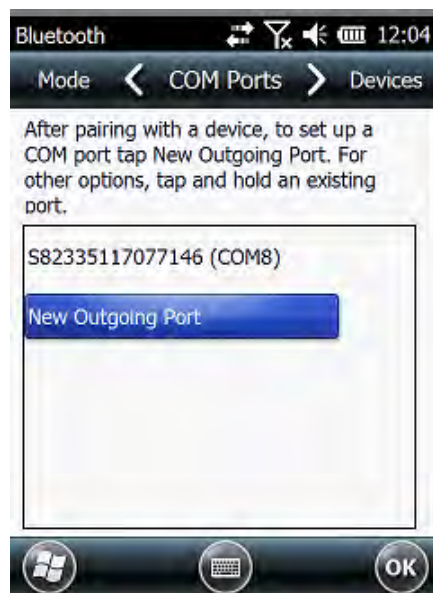 Bluetooth 12:04
Mode COM Ports Devices
After pairing with a device, to set up a
COM port tap New Outgoing Port. For
other options, tap and hold an existing
port.
S82335117077146 (COM8)
New Outgoing Port
OK